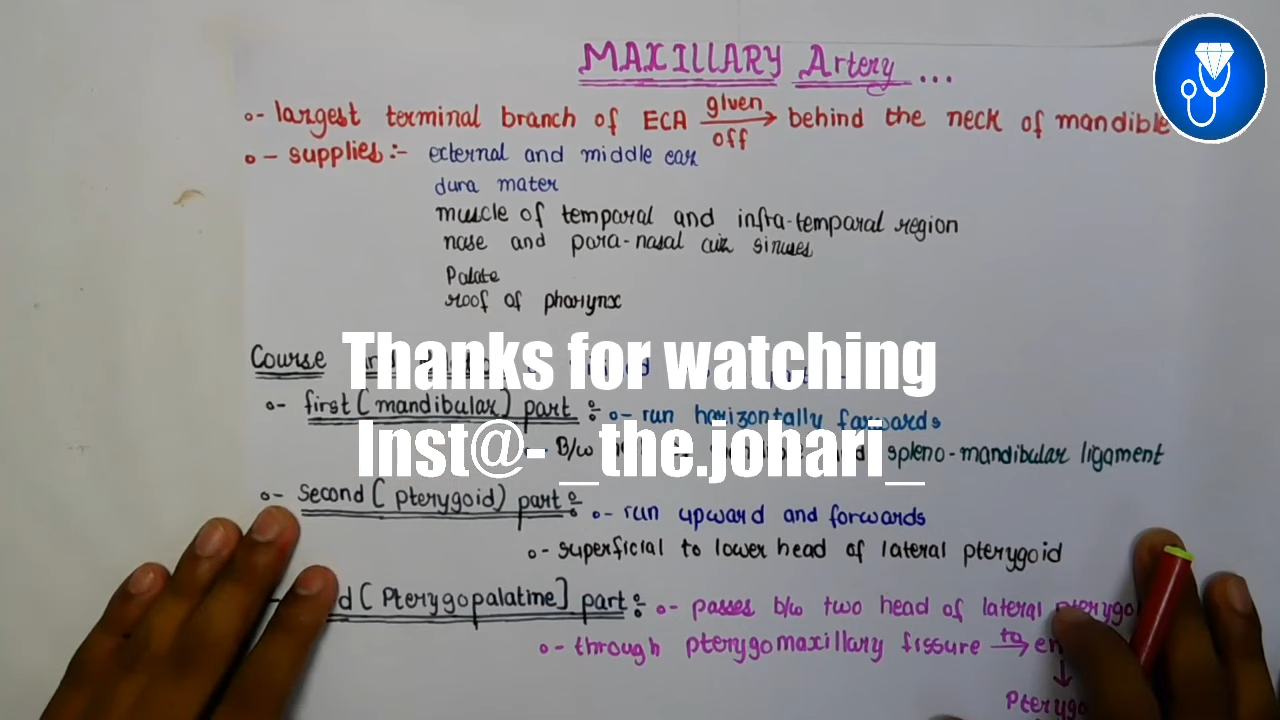 MAXILLARY Artery ...
o- largest terminal branch of ECA given off → behind the neck of mandible
o- supplies:- external and middle ear
dura mater
muscle of temporal and infra-temporal region
nose and para-nasal air sinuses
Palate
roof of pharynx
Thanks for watching
Course
o- first (mandibular) part : o- run horizontally forwards
Inst@-_the.johari_
B/w spleno-mandibular ligament
o- Second (pterygoid) part : o- run upward and forwards
o- superficial to lower head of lateral pterygoid
d (Pterygopalatine] part : o- passes b/w two head of lateral pterygo
o- through pterygomaxillary fissure to → en
↓
Pterygo